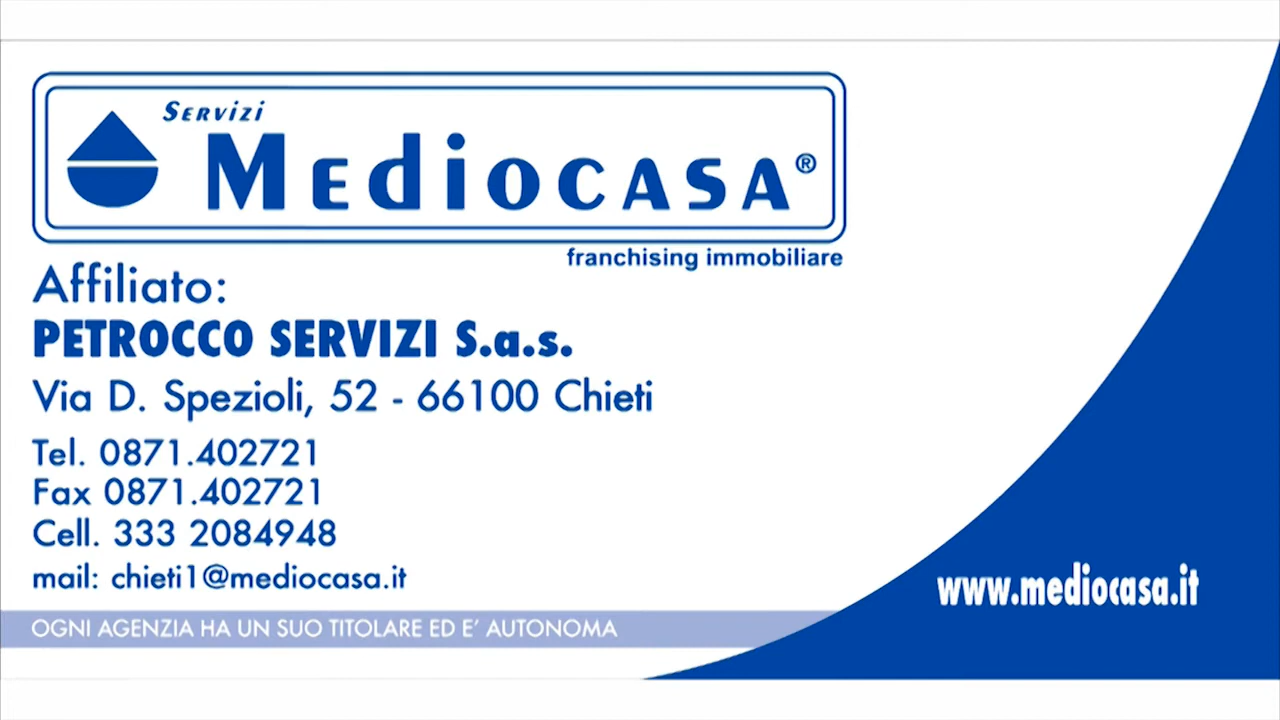 Servizi
Mediocasa®
franchising immobiliare
Affiliato:
PETROCCO SERVIZI S.a.s.
Via D. Spezioli, 52 - 66100 Chieti
Tel. 0871.402721
Fax 0871.402721
Cell. 333 2084948
mail: chieti1@mediocasa.it
www.mediocasa.it
OGNI AGENZIA HA UN SUO TITOLARE ED E’ AUTONOMA